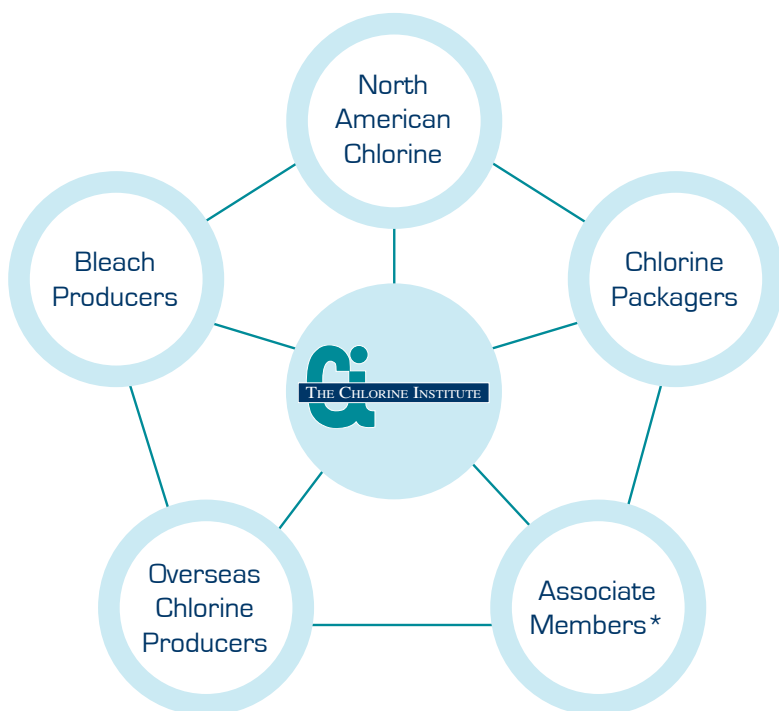 North
American
Chlorine
Bleach
Producers
Chlorine
Packagers
THE CHLORINE INSTITUTE
Overseas
Chlorine
Producers
Associate
Members*